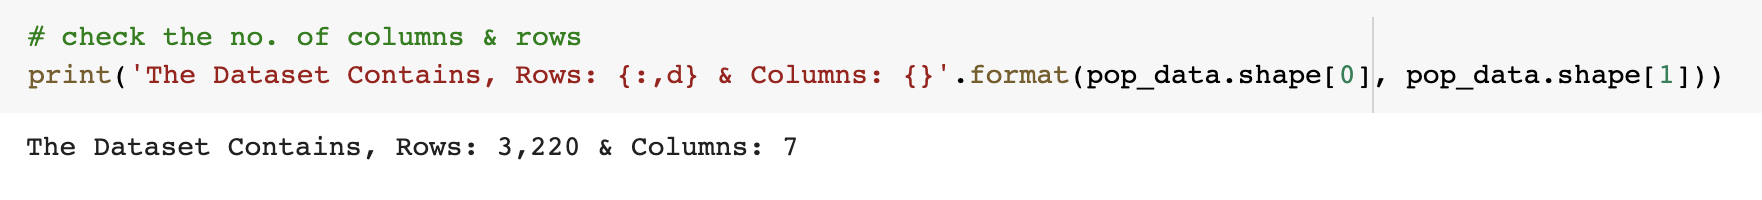 # check the no. of columns & rows
print('The Dataset Contains, Rows: {:,d} & Columns: {}'.format(pop_data.shape[0], pop_data.shape[1]))
The Dataset Contains, Rows: 3,220 & Columns: 7